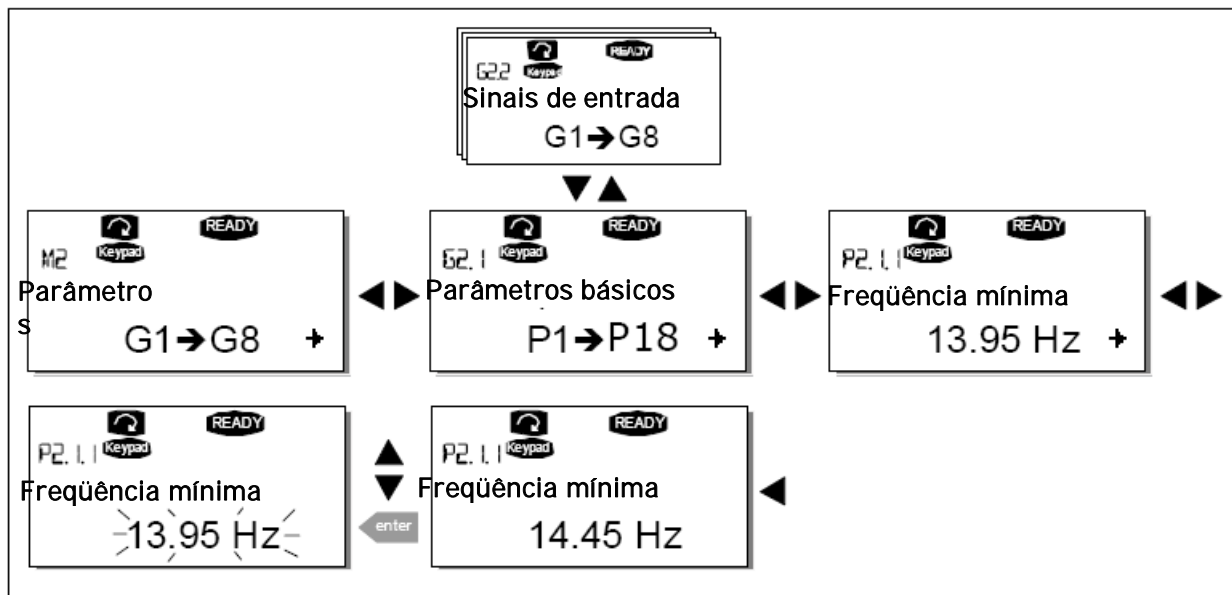 READY
G2.2 Keypad
Sinais de entrada
G1➔G8
READY
M2 Keypad
Parâmetro
s
G1➔G8
READY
G2.1 Keypad
Parâmetros básicos
P1➔P18
READY
P2.1.1 Keypad
Freqüência mínima
13.95 Hz
READY
P2.1.1 Keypad
Freqüência mínima
13.95 Hz
enter
READY
P2.1.1 Keypad
Freqüência mínima
14.45 Hz